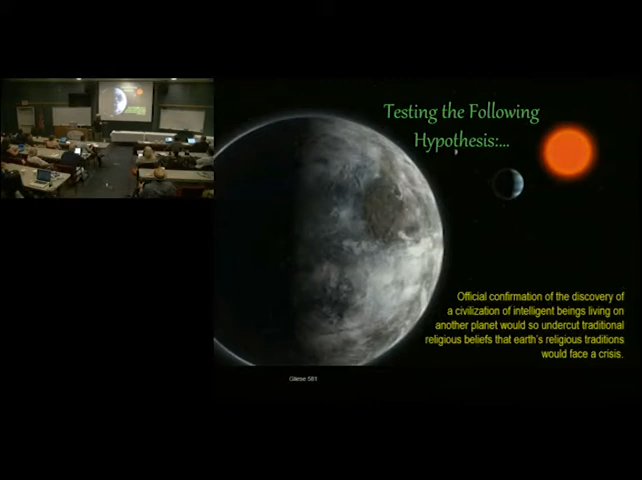 Testing the Following
Hypothesis:...
Official confirmation of the discovery of
a civilization of intelligent beings living on
another planet would so undercut traditional
religious beliefs that earth's religious traditions
would face a crisis.
Gliese 581